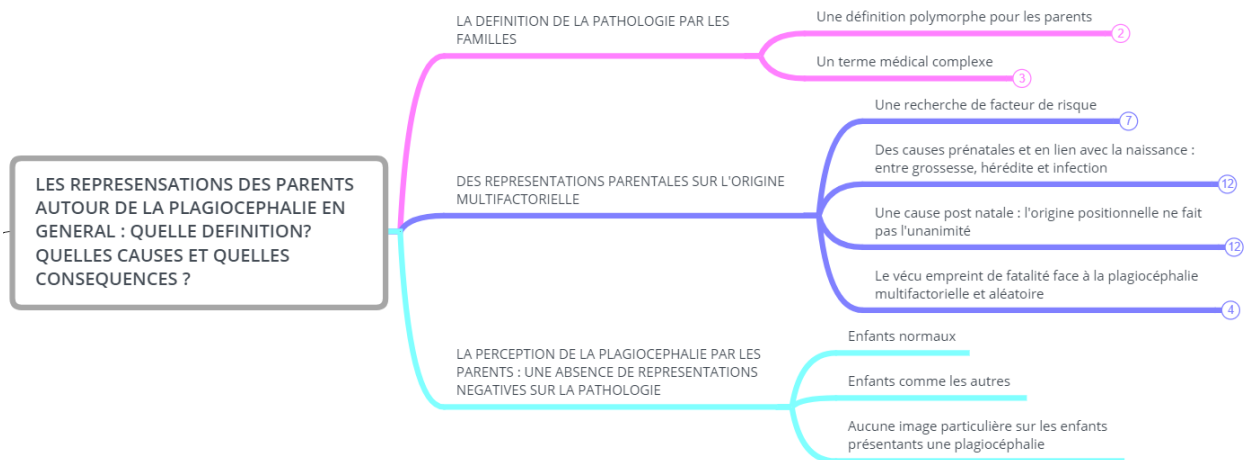 LES REPRESENSATIONS DES PARENTS
AUTOUR DE LA PLAGIOCEPHALIE EN
GENERAL : QUELLE DEFINITION?
QUELLES CAUSES ET QUELLES
CONSEQUENCES ?
LA DEFINITION DE LA PATHOLOGIE PAR LES
FAMILLES
Une définition polymorphe pour les parents
2
Un terme médical complexe
3
DES REPRESENTATIONS PARENTALES SUR L'ORIGINE
MULTIFACTORIELLE
Une recherche de facteur de risque
7
Des causes prénatales et en lien avec la naissance :
entre grossesse, hérédite et infection
12
Une cause post natale : l'origine positionnelle ne fait
pas l'unanimité
12
Le vécu empreint de fatalité face à la plagiocéphalie
multifactorielle et aléatoire
4
LA PERCEPTION DE LA PLAGIOCEPHALIE PAR LES
PARENTS : UNE ABSENCE DE REPRESENTATIONS
NEGATIVES SUR LA PATHOLOGIE
Enfants normaux
Enfants comme les autres
Aucune image particulière sur les enfants
présentants une plagiocéphalie